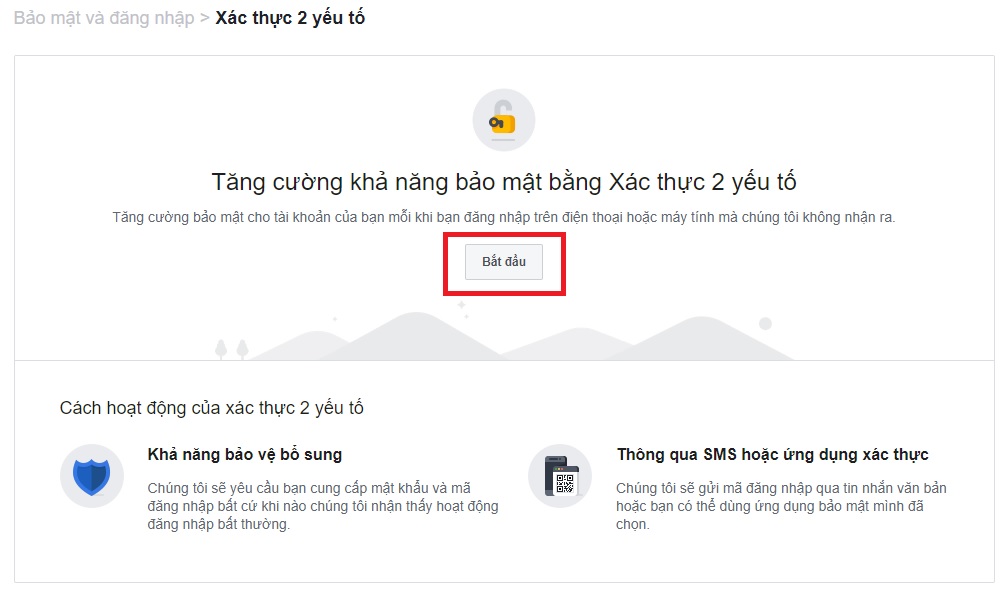 Bảo mật và đăng nhập > Xác thực 2 yếu tố
Tăng cường khả năng bảo mật bằng Xác thực 2 yếu tố
Tăng cường bảo mật cho tài khoản của bạn mỗi khi bạn đăng nhập trên điện thoại hoặc máy tính mà chúng tôi không nhận ra.
Bắt đầu
Cách hoạt động của xác thực 2 yếu tố
Khả năng bảo vệ bổ sung
Chúng tôi sẽ yêu cầu bạn cung cấp mật khẩu và mã
đăng nhập bất cứ khi nào chúng tôi nhận thấy hoạt động
đăng nhập bất thường.
Thông qua SMS hoặc ứng dụng xác thực
Chúng tôi sẽ gửi mã đăng nhập qua tin nhắn văn bản
hoặc bạn có thể dùng ứng dụng bảo mật mình đã
chọn.